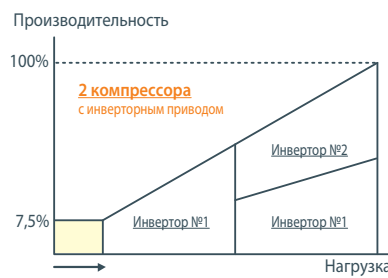 Производительность
100%
2 компрессора
с инверторным приводом
Инвертор №2
7,5%
Инвертор №1
Инвертор №1
Нагрузка